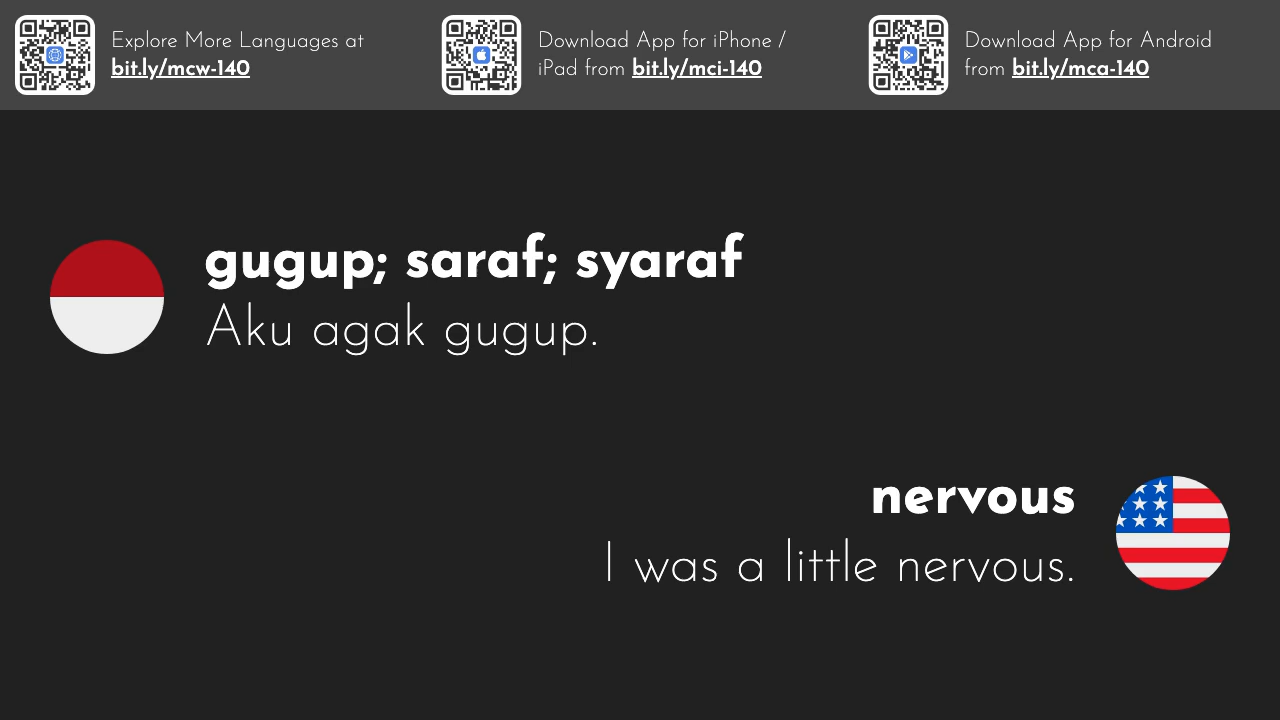 Explore More Languages at
bit.ly/mcw-140
Download App for iPhone /
iPad from bit.ly/mci-140
Download App for Android
from bit.ly/mca-140
gugup; saraf; syaraf
Aku agak gugup.
nervous
I was a little nervous.